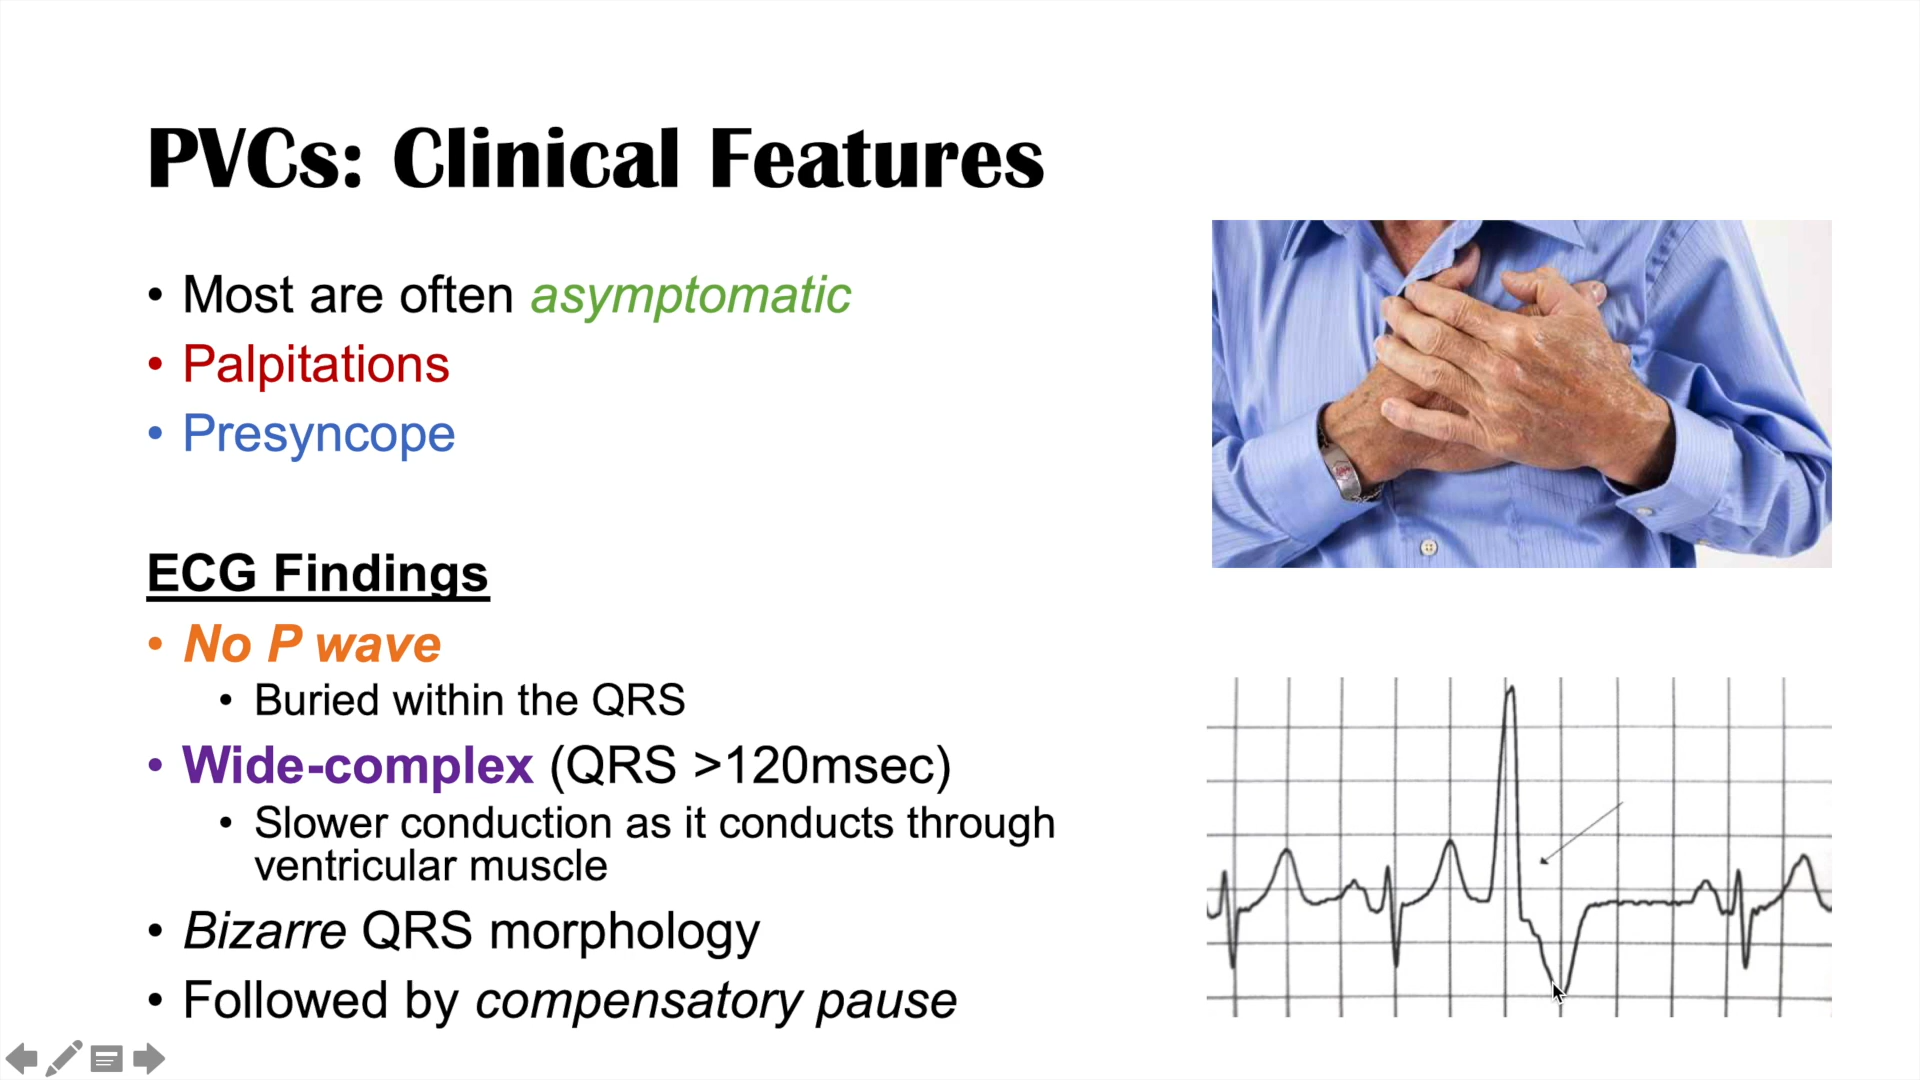 PVCs: Clinical Features
• Most are often asymptomatic
• Palpitations
• Presyncope
ECG Findings
• No P wave
• Buried within the QRS
• Wide-complex (QRS >120msec)
• Slower conduction as it conducts through
ventricular muscle
• Bizarre QRS morphology
• Followed by compensatory pause